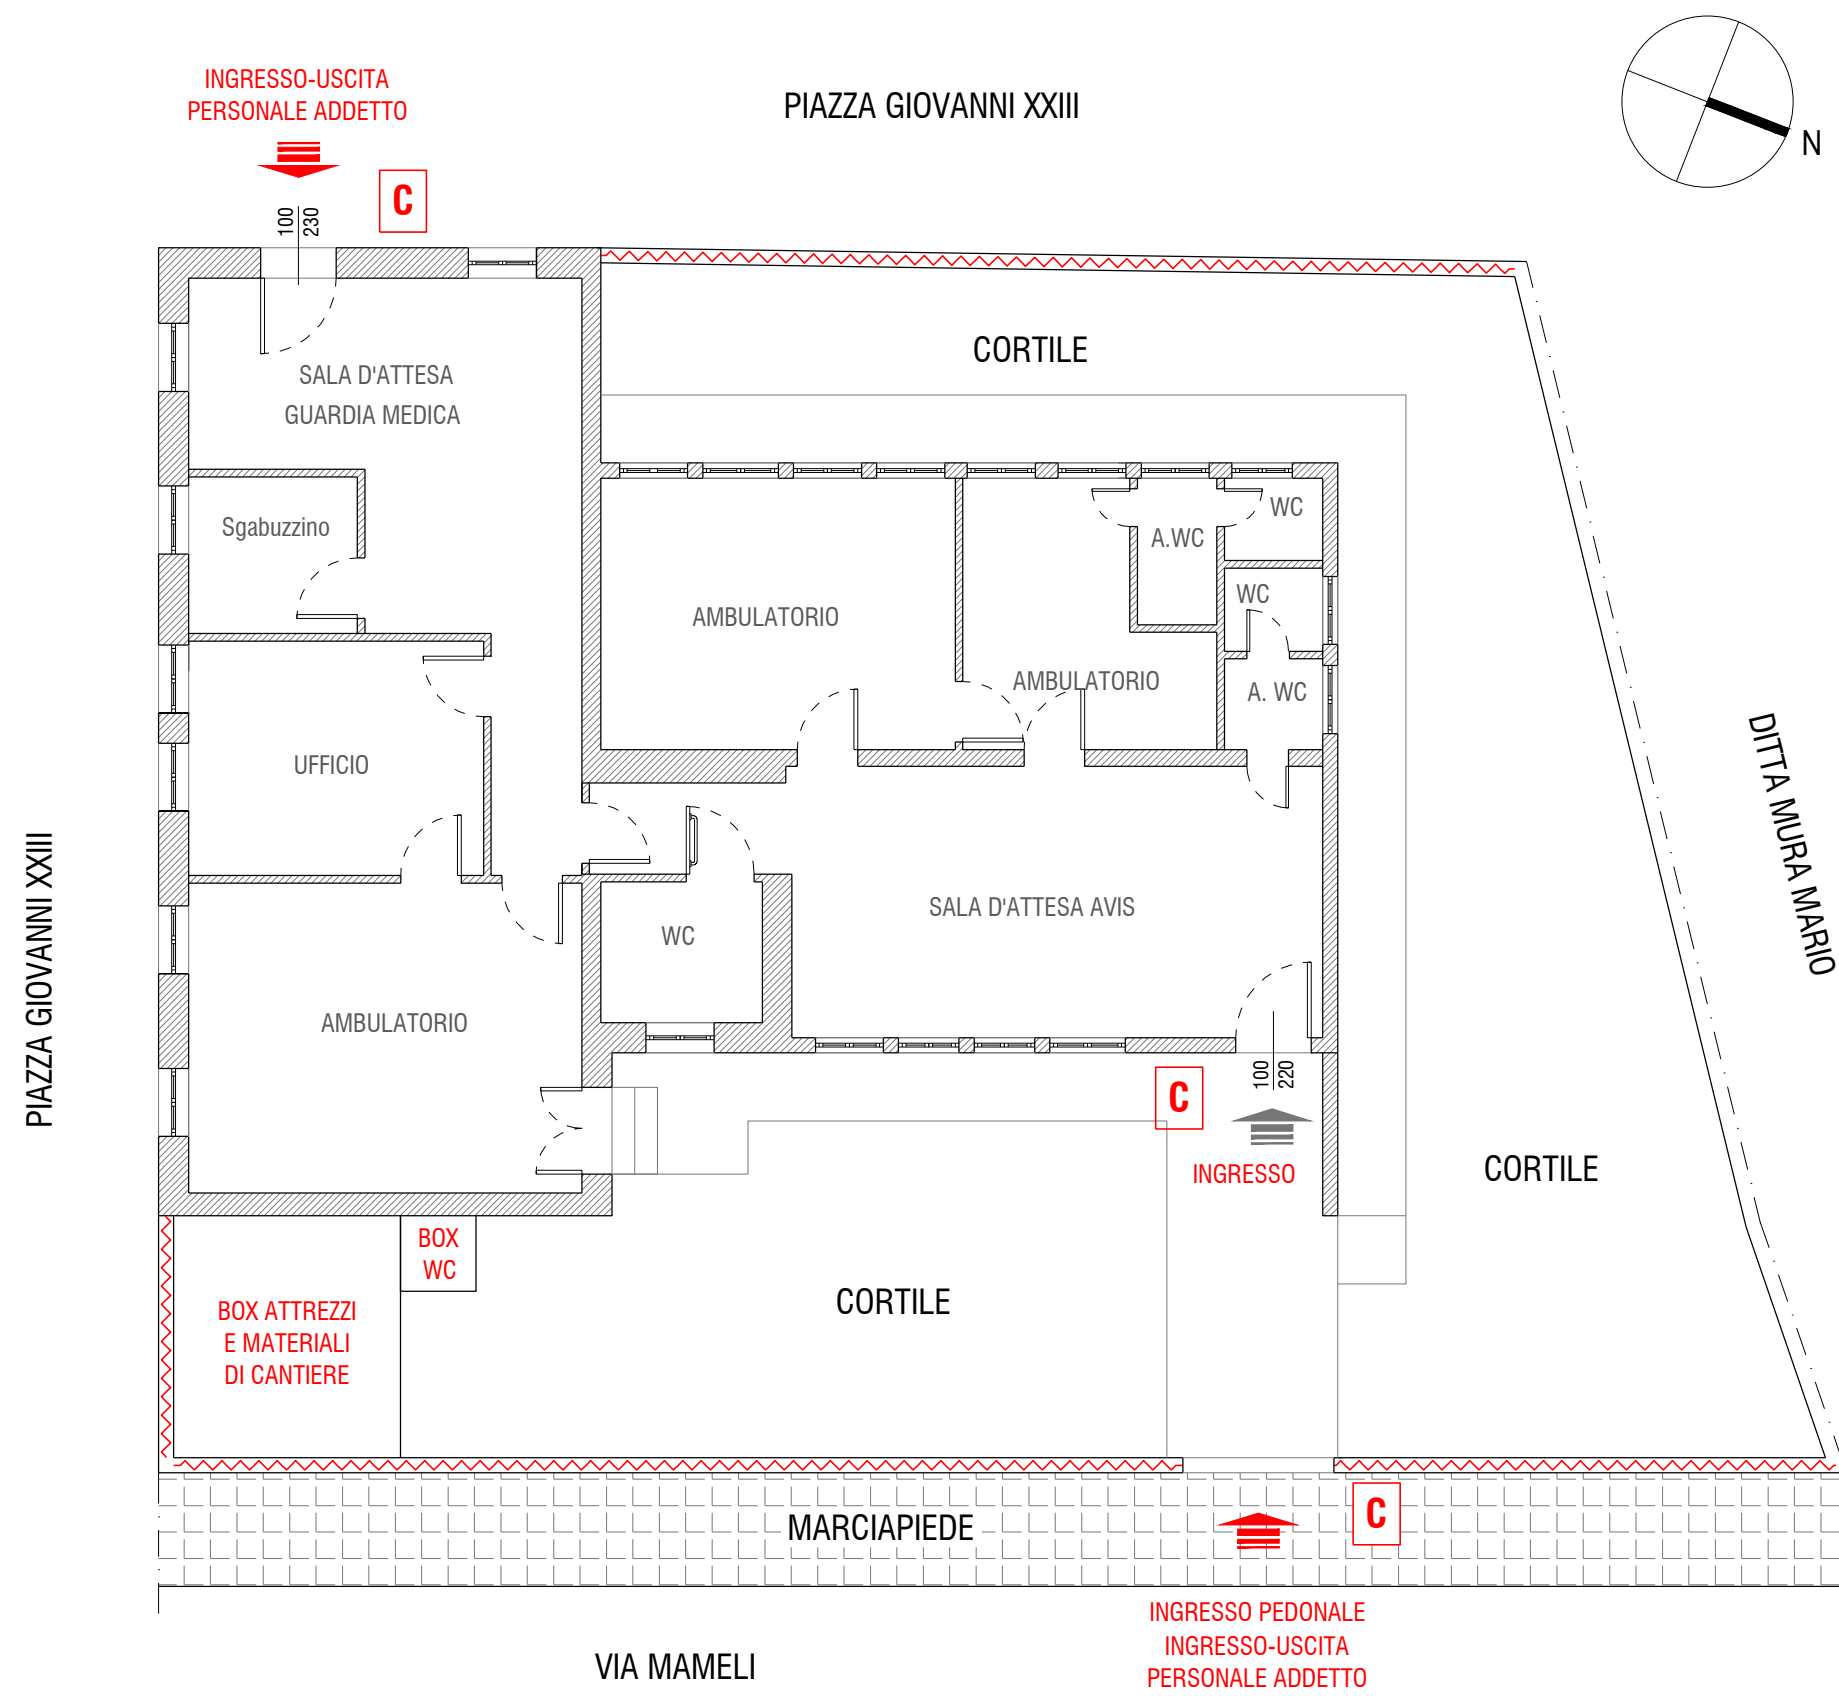 INGRESSO-USCITA
PERSONALE ADDETTO
PIAZZA GIOVANNI XXIII
N
C
100
230
CORTILE
SALA D'ATTESA
GUARDIA MEDICA
Sgabuzzino
WC
A.WC
WC
AMBULATORIO
AMBULATORIO
A. WC
UFFICIO
DITTA MURA MARIO
PIAZZA GIOVANNI XXIII
SALA D'ATTESA AVIS
WC
AMBULATORIO
100
220
C
INGRESSO
CORTILE
BOX
WC
CORTILE
BOX ATTREZZI
E MATERIALI
DI CANTIERE
C
MARCIAPIEDE
INGRESSO PEDONALE
INGRESSO-USCITA
PERSONALE ADDETTO
VIA MAMELI